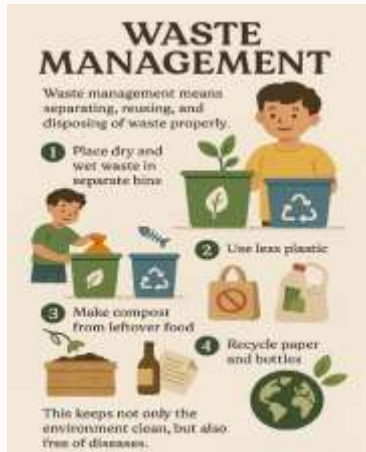 WASTE
MANAGEMENT
Waste management means
separating, reusing, and
disposing of waste properly.
1 Place dry and
wet waste in
separate bins
2 Use less plastic
3 Make compost
from leftover food
4 Recycle paper
and bottles
This keeps not only the
environment clean, but also
free of diseases.